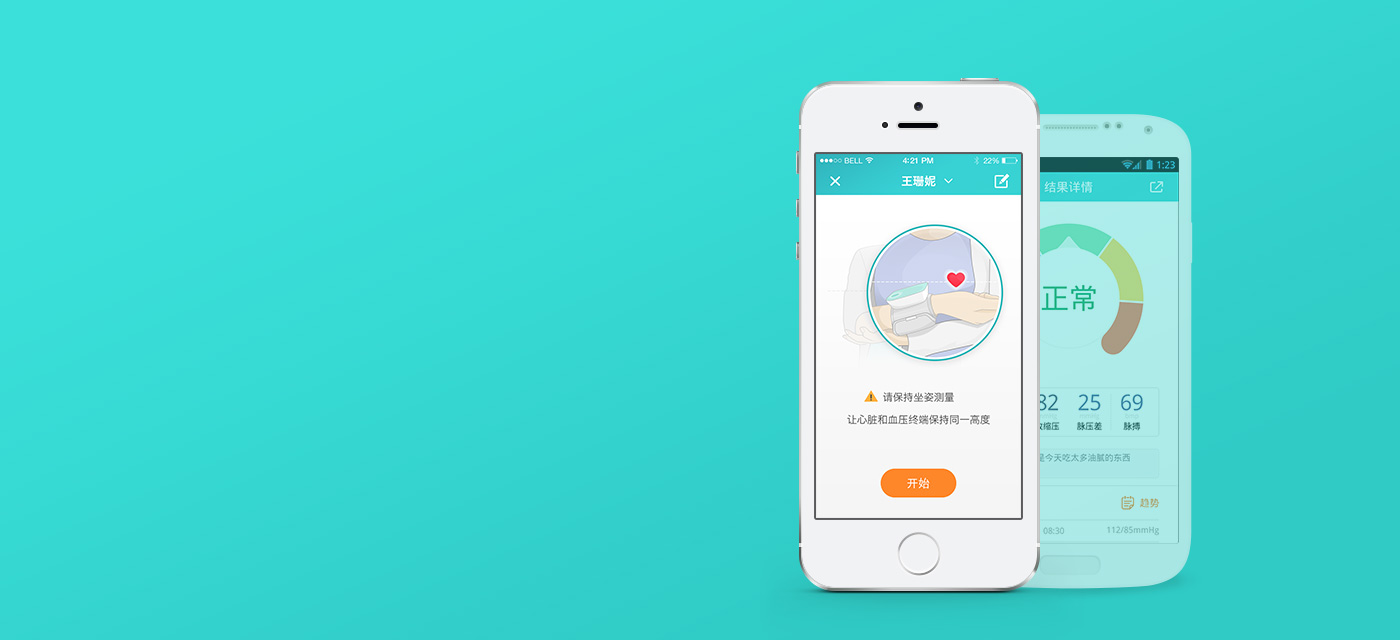 BELL 4:21 PM 22%
王珊妮
请保持坐姿测量
让心脏和血压终端保持同一高度
开始
1:23
结果详情
正常
82 25 69
缩压 脉压差 脉搏
是今天吃太多油腻的东西
趋势
08:30 112/85mmHg